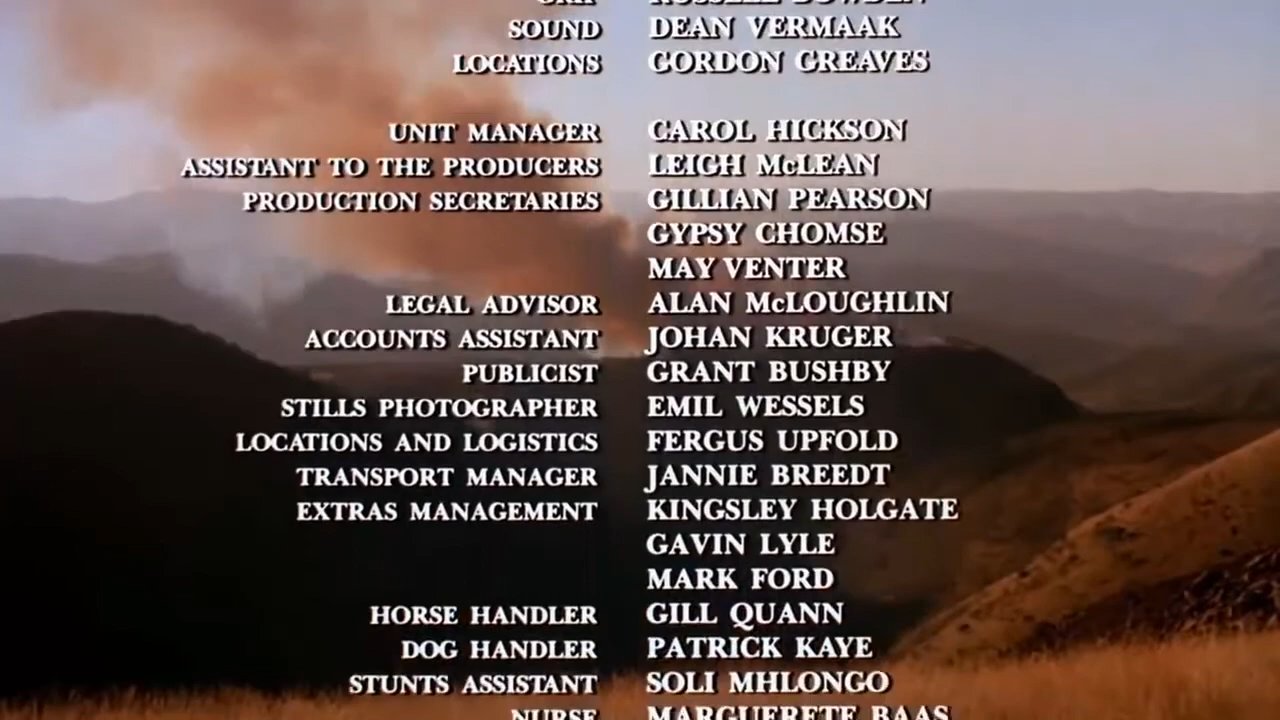 SOUND DEAN VERMAAK
LOCATIONS GORDON GREAVES
UNIT MANAGER CAROL HICKSON
ASSISTANT TO THE PRODUCERS LEIGH McLEAN
PRODUCTION SECRETARIES GILLIAN PEARSON
GYPSY CHOMSE
MAY VENTER
LEGAL ADVISOR ALAN McLOUGHLIN
ACCOUNTS ASSISTANT JOHAN KRUGER
PUBLICIST GRANT BUSHBY
STILLS PHOTOGRAPHER EMIL WESSELS
LOCATIONS AND LOGISTICS FERGUS UPFOLD
TRANSPORT MANAGER JANNIE BREEDT
EXTRAS MANAGEMENT KINGSLEY HOLGATE
GAVIN LYLE
MARK FORD
HORSE HANDLER GILL QUANN
DOG HANDLER PATRICK KAYE
STUNTS ASSISTANT SOLI MHLONGO
NURSE MARGUERETE BAAS